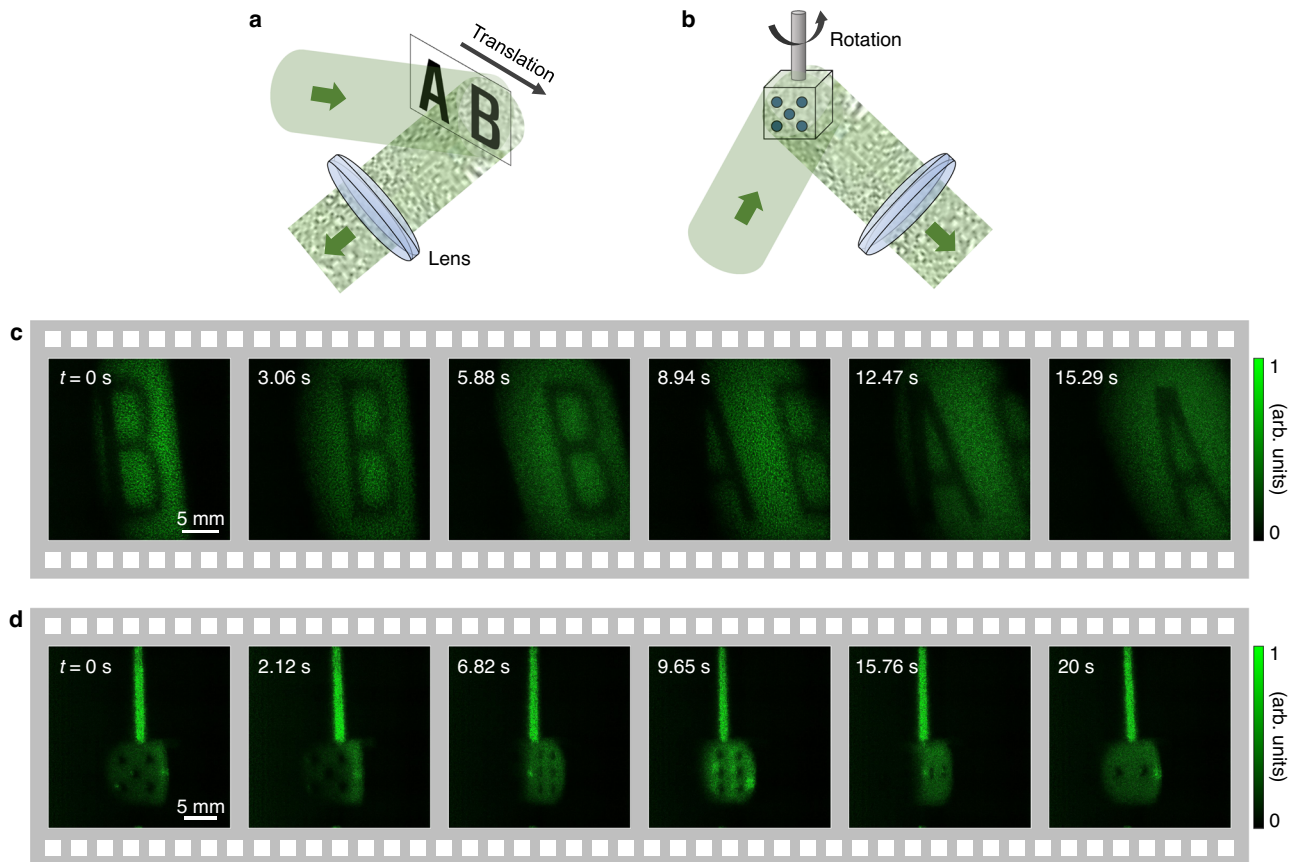 a
Translation
A B
Lens
b
Rotation
c
t = 0 s
3.06 s
5.88 s
8.94 s
12.47 s
15.29 s
5 mm
1
(arb. units)
0
d
t = 0 s
2.12 s
6.82 s
9.65 s
15.76 s
20 s
5 mm
1
(arb. units)
0